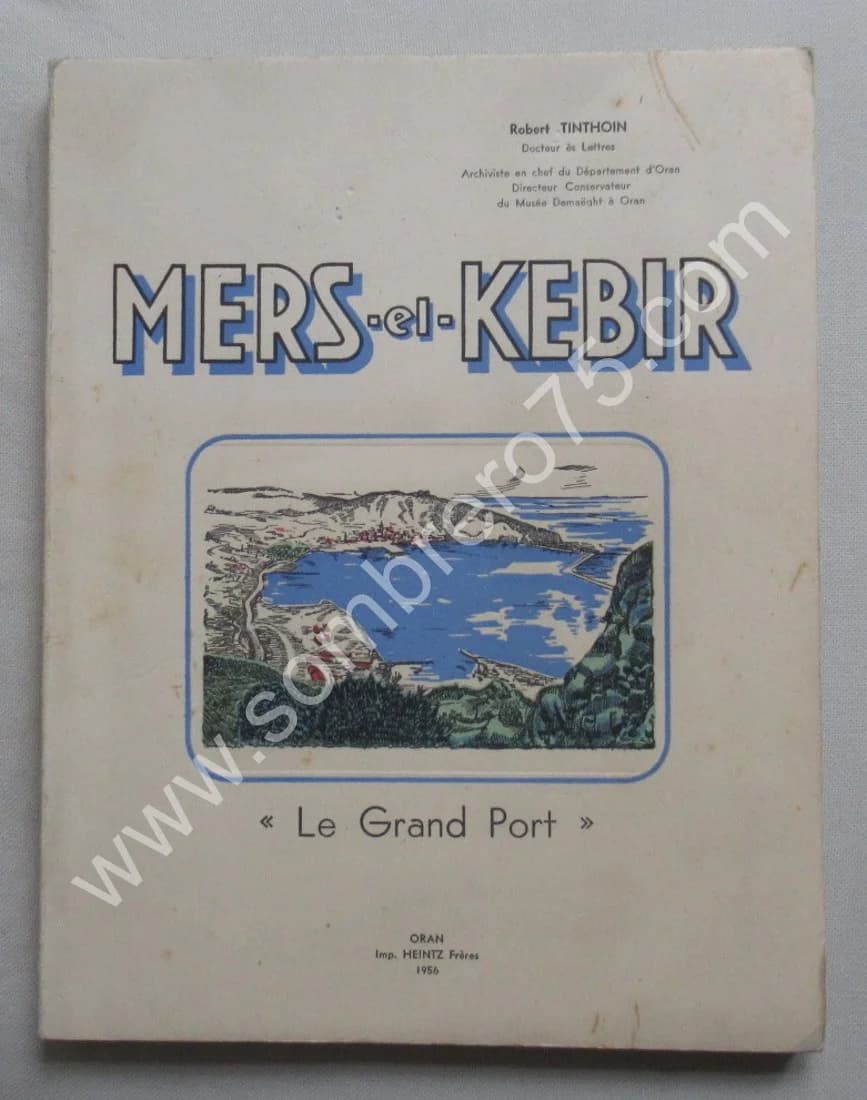 Robert TINTHOIN
Docteur ès Lettres
Archiviste en chef du Département d'Oran
Directeur Conservateur
du Musée Demaëght à Oran
MERS-el-KEBIR
« Le Grand Port »
ORAN
Imp. HEINTZ Frères
1956
www.sombrero75.com